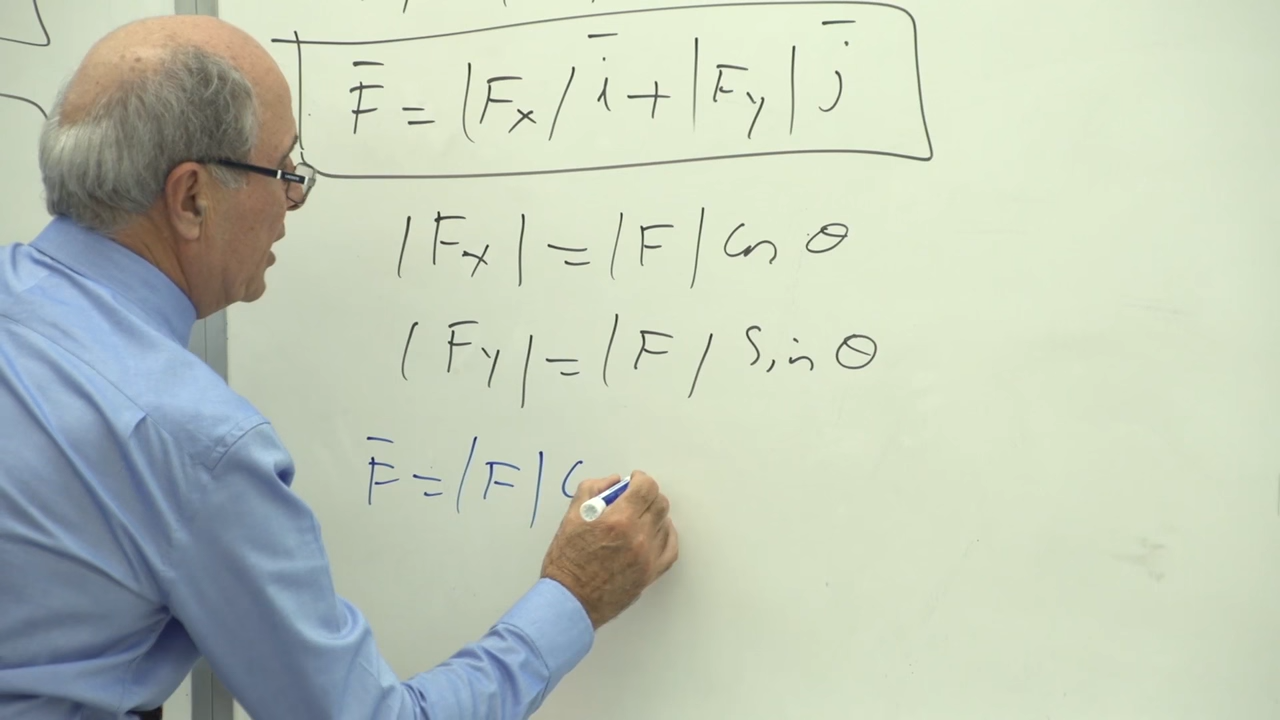 F̄ = |Fx| ī + |Fy| j̄
|Fx| = |F| Cos θ
|Fy| = |F| Sin θ
F̄ = |F| C